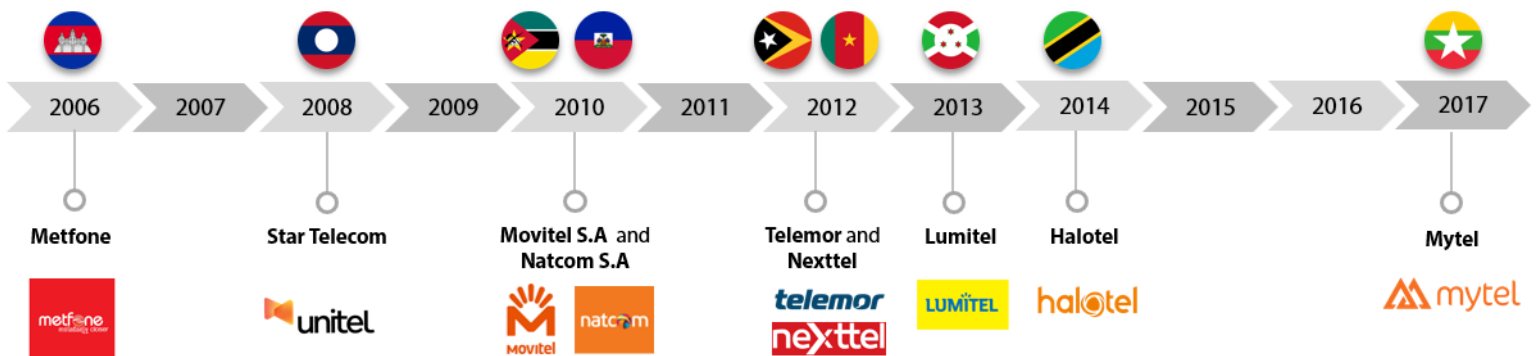 2006 2007 2008 2009 2010 2011 2012 2013 2014 2015 2016 2017
Metfone
Star Telecom
Movitel S.A and
Natcom S.A
Telemor and
Nexttel
Lumitel
Halotel
Mytel
metfone
unitel
MOVITEL
natcom
telemor
nexttel
LUMITEL
halotel
mytel